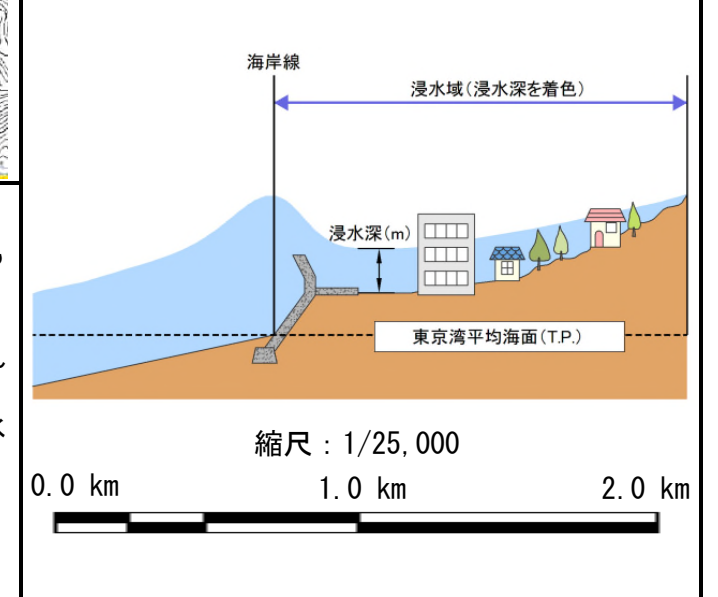 海岸線
浸水域(浸水深を着色)
浸水深(m)
東京湾平均海面(T.P.)
縮尺:1/25,000
0.0 km 1.0 km 2.0 km